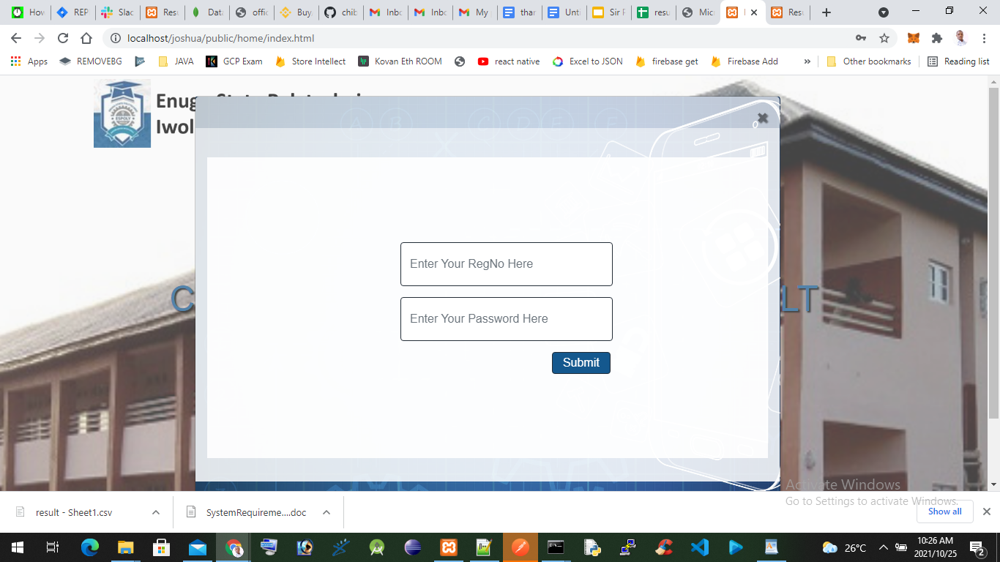 How
REP
Slac
Resu
Data
offic
Buy/
chib
Inbo
Inbo
My
thar
Unti
Sir P
resu
Mic
Resu
localhost/joshua/public/home/index.html
Apps
REMOVEBG
JAVA
GCP Exam
Store Intellect
Kovan Eth ROOM
react native
Excel to JSON
firebase get
Firebase Add
»
Other bookmarks
Reading list
ESPOLY
Iwol
C
LT
Enter Your RegNo Here
Enter Your Password Here
Submit
Activate Windows
Go to Settings to activate Windows.
result - Sheet1.csv
SystemRequireme....doc
Show all
26°C
10:26 AM
2021/10/25
2